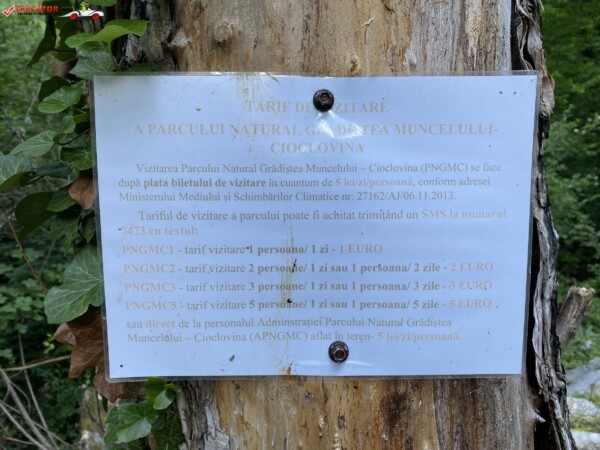 TARIF DE VIZITARE
A PARCULUI NATURAL GRĂDIȘTEA MUNCELULUI-
CIOCLOVINA
Vizitarea Parcului Natural Grădiștea Muncelului – Cioclovina (PNGMC) se face
după plata biletului de vizitare în cuantum de 5 lei/zi/persoană, conform adresei
Ministerului Mediului și Schimbărilor Climatice nr. 27162/AJ/06.11.2013.
Tariful de vizitare a parcului poate fi achitat trimițând un SMS la numarul
7473 cu textul:
PNGMC1 - tarif vizitare 1 persoana/ 1 zi - 1 EURO
PNGMC2 - tarif vizitare 2 persoane/ 1 zi sau 1 persoana/ 2 zile - 2 EURO
PNGMC3 - tarif vizitare 3 persoane/ 1 zi sau 1 persoana/ 3 zile - 3 EURO
PNGMC5 - tarif vizitare 5 persoane/ 1 zi sau 1 persoana/ 5 zile - 5 EURO
sau direct de la personalul Adminstrației Parcului Natural Grădiștea
Muncelului – Cioclovina (APNGMC) aflat în teren- 5 lei/zi/persoană.